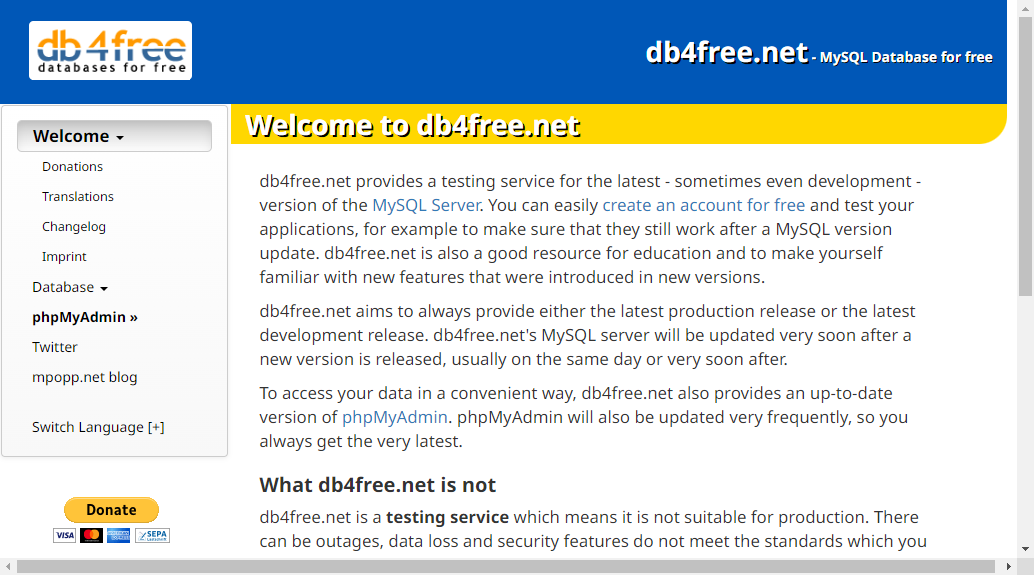 db4free
databases for free
db4free.net - MySQL Database for free
Welcome
Donations
Translations
Changelog
Imprint
Database
phpMyAdmin »
Twitter
mpopp.net blog
Switch Language [+]
Donate
VISA
SEPA
Welcome to db4free.net
db4free.net provides a testing service for the latest - sometimes even development -
version of the MySQL Server. You can easily create an account for free and test your
applications, for example to make sure that they still work after a MySQL version
update. db4free.net is also a good resource for education and to make yourself
familiar with new features that were introduced in new versions.
db4free.net aims to always provide either the latest production release or the latest
development release. db4free.net's MySQL server will be updated very soon after a
new version is released, usually on the same day or very soon after.
To access your data in a convenient way, db4free.net also provides an up-to-date
version of phpMyAdmin. phpMyAdmin will also be updated very frequently, so you
always get the very latest.
What db4free.net is not
db4free.net is a testing service which means it is not suitable for production. There
can be outages, data loss and security features do not meet the standards which you